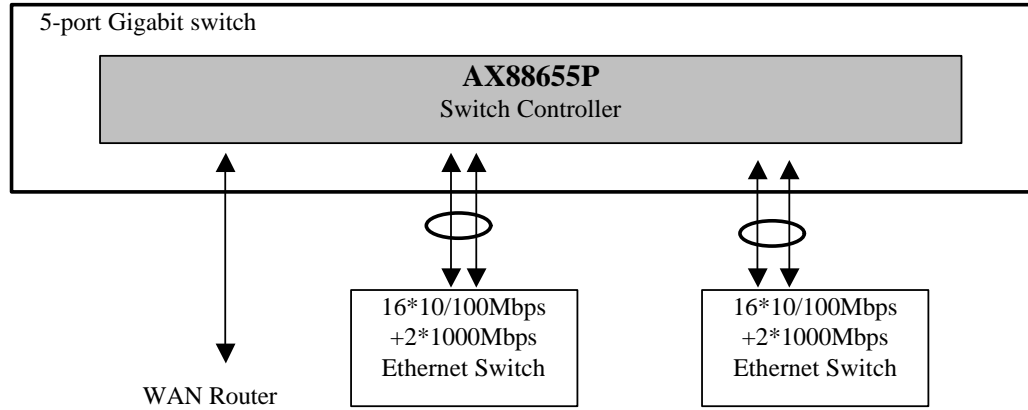 5-port Gigabit switch
AX88655P
Switch Controller
16*10/100Mbps
+2*1000Mbps
Ethernet Switch
16*10/100Mbps
+2*1000Mbps
Ethernet Switch
WAN Router